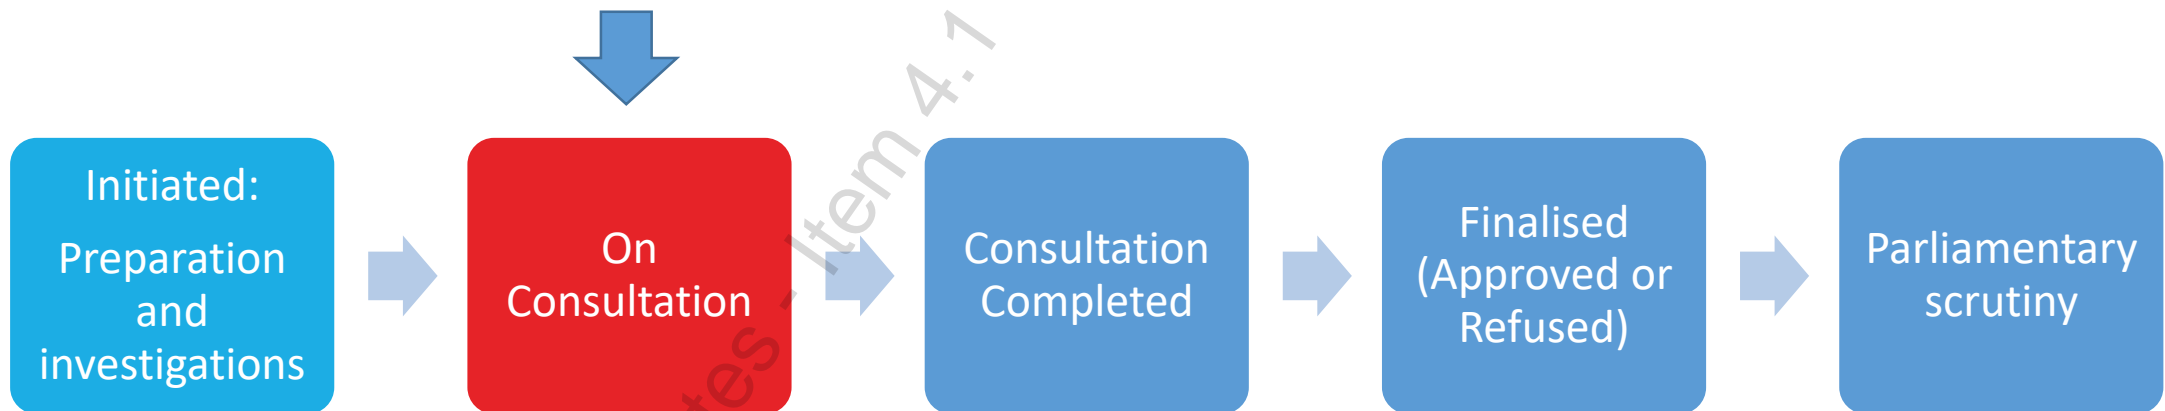 Initiated:
Preparation
and
investigations
On
Consultation
Consultation
Completed
Finalised
(Approved or
Refused)
Parliamentary
scrutiny
- Item 4.1